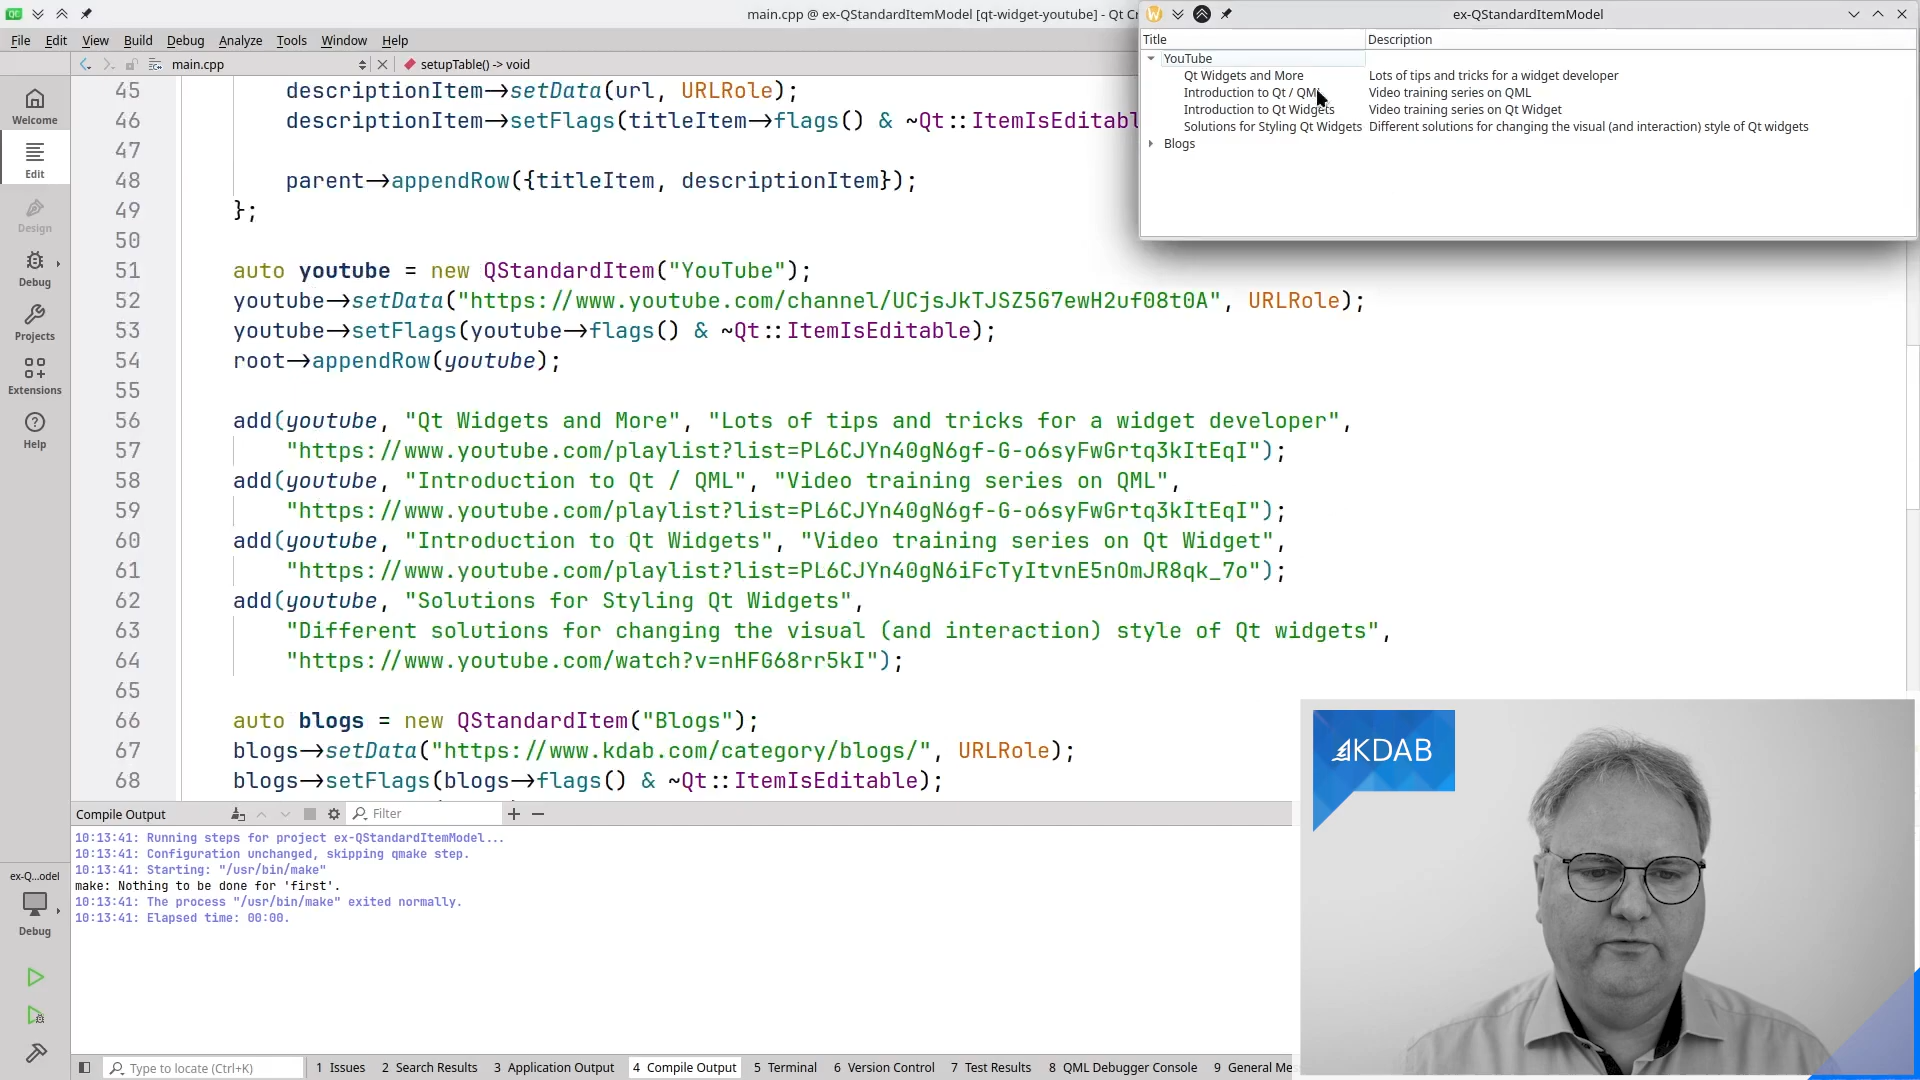 main.cpp @ ex-QStandardItemModel [qt-widget-youtube] - Qt Cr
File Edit View Build Debug Analyze Tools Window Help
main.cpp
setupTable() -> void
Welcome
Edit
Design
Debug
Projects
Extensions
Help
45 descriptionItem->setData(url, URLRole);
46 descriptionItem->setFlags(titleItem->flags() & ~Qt::ItemIsEditabl
47
48 parent->appendRow({titleItem, descriptionItem});
49 };
50
51 auto youtube = new QStandardItem("YouTube");
52 youtube->setData("https://www.youtube.com/channel/UCjsJkTJSZ5G7ewH2uf08t0A", URLRole);
53 youtube->setFlags(youtube->flags() & ~Qt::ItemIsEditable);
54 root->appendRow(youtube);
55
56 add(youtube, "Qt Widgets and More", "Lots of tips and tricks for a widget developer",
57 "https://www.youtube.com/playlist?list=PL6CJYn40gN6gf-G-o6syFwGrtq3kItEqI");
58 add(youtube, "Introduction to Qt / QML", "Video training series on QML",
59 "https://www.youtube.com/playlist?list=PL6CJYn40gN6gf-G-o6syFwGrtq3kItEqI");
60 add(youtube, "Introduction to Qt Widgets", "Video training series on Qt Widget",
61 "https://www.youtube.com/playlist?list=PL6CJYn40gN6iFcTyItvnE5nOmJR8qk_7o");
62 add(youtube, "Solutions for Styling Qt Widgets",
63 "Different solutions for changing the visual (and interaction) style of Qt widgets",
64 "https://www.youtube.com/watch?v=nHFG68rr5kI");
65
66 auto blogs = new QStandardItem("Blogs");
67 blogs->setData("https://www.kdab.com/category/blogs/", URLRole);
68 blogs->setFlags(blogs->flags() & ~Qt::ItemIsEditable);
ex-QStandardItemModel
Title Description
YouTube
Qt Widgets and More Lots of tips and tricks for a widget developer
Introduction to Qt / QML Video training series on QML
Introduction to Qt Widgets Video training series on Qt Widget
Solutions for Styling Qt Widgets Different solutions for changing the visual (and interaction) style of Qt widgets
Blogs
KDAB
Compile Output
Filter
10:13:41: Running steps for project ex-QStandardItemModel...
10:13:41: Configuration unchanged, skipping qmake step.
10:13:41: Starting: "/usr/bin/make"
make: Nothing to be done for 'first'.
10:13:41: The process "/usr/bin/make" exited normally.
10:13:41: Elapsed time: 00:00.
ex-Q...odel
Debug
Type to locate (Ctrl+K)
1 Issues 2 Search Results 3 Application Output 4 Compile Output 5 Terminal 6 Version Control 7 Test Results 8 QML Debugger Console 9 General Me